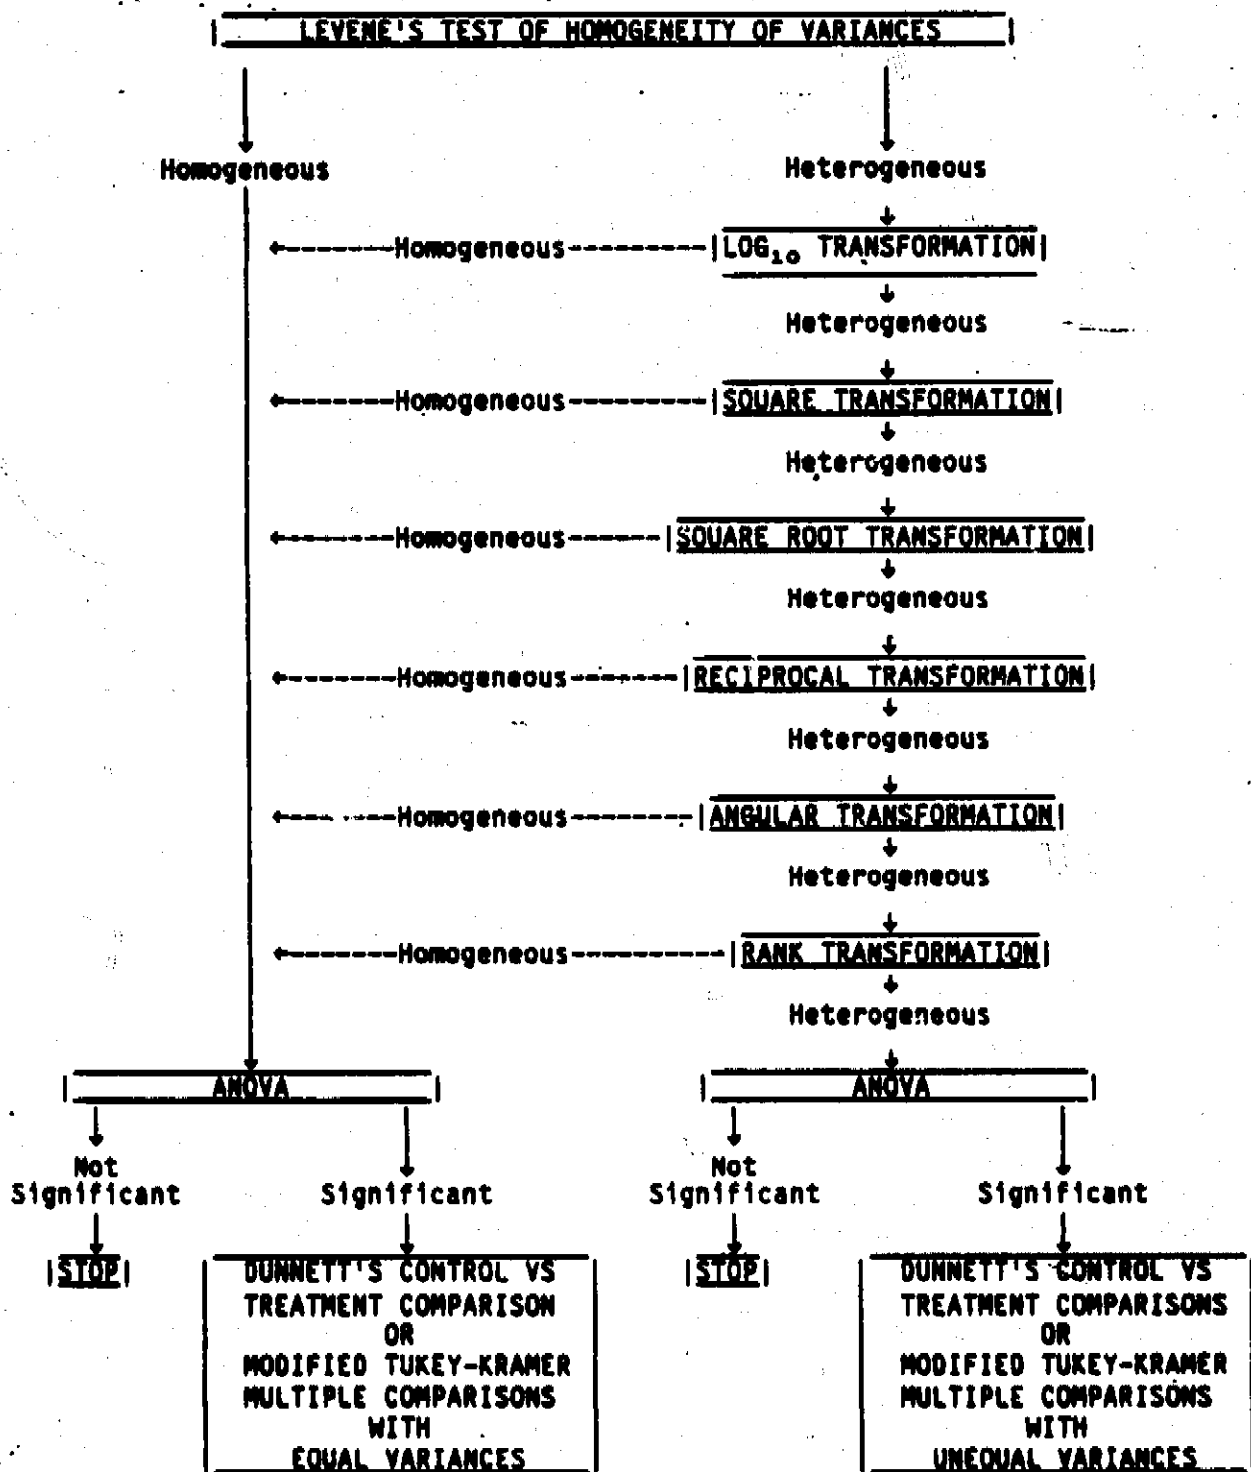 LEVENE'S TEST OF HOMOGENEITY OF VARIANCES
Homogeneous
Heterogeneous
Homogeneous
LOG₁₀ TRANSFORMATION
Heterogeneous
Homogeneous
SQUARE TRANSFORMATION
Heterogeneous
Homogeneous
SQUARE ROOT TRANSFORMATION
Heterogeneous
Homogeneous
RECIPROCAL TRANSFORMATION
Heterogeneous
Homogeneous
ANGULAR TRANSFORMATION
Heterogeneous
Homogeneous
RANK TRANSFORMATION
Heterogeneous
ANOVA
ANOVA
Not
Significant
Significant
Not
Significant
Significant
STOP
DUNNETT'S CONTROL VS
TREATMENT COMPARISON
OR
MODIFIED TUKEY-KRAMER
MULTIPLE COMPARISONS
WITH
EQUAL VARIANCES
STOP
DUNNETT'S CONTROL VS
TREATMENT COMPARISONS
OR
MODIFIED TUKEY-KRAMER
MULTIPLE COMPARISONS
WITH
UNEQUAL VARIANCES